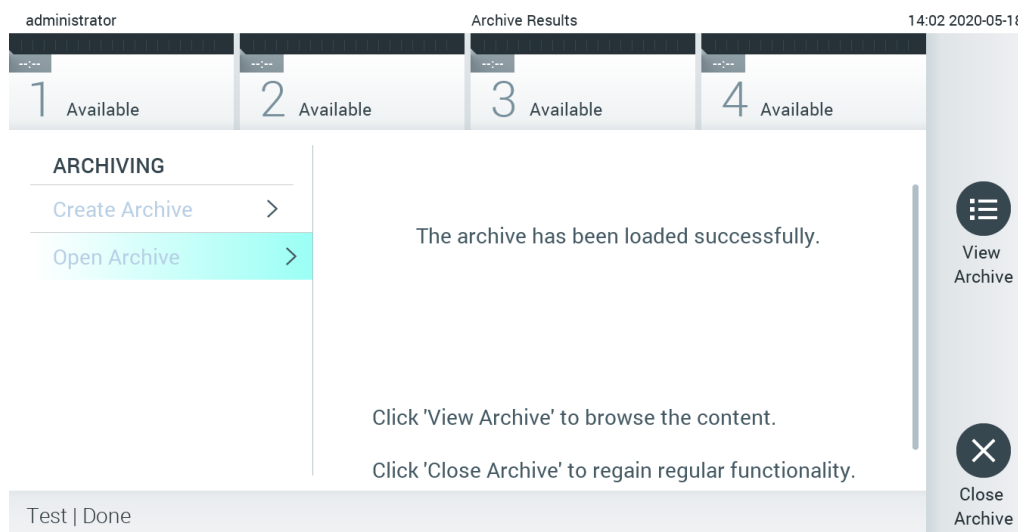 administrator Archive Results 14:02 2020-05-18
--:-- --:-- --:-- --:--
1 Available 2 Available 3 Available 4 Available
ARCHIVING
Create Archive
Open Archive
The archive has been loaded successfully.
View
Archive
Click 'View Archive' to browse the content.
Click 'Close Archive' to regain regular functionality.
Close
Archive
Test | Done